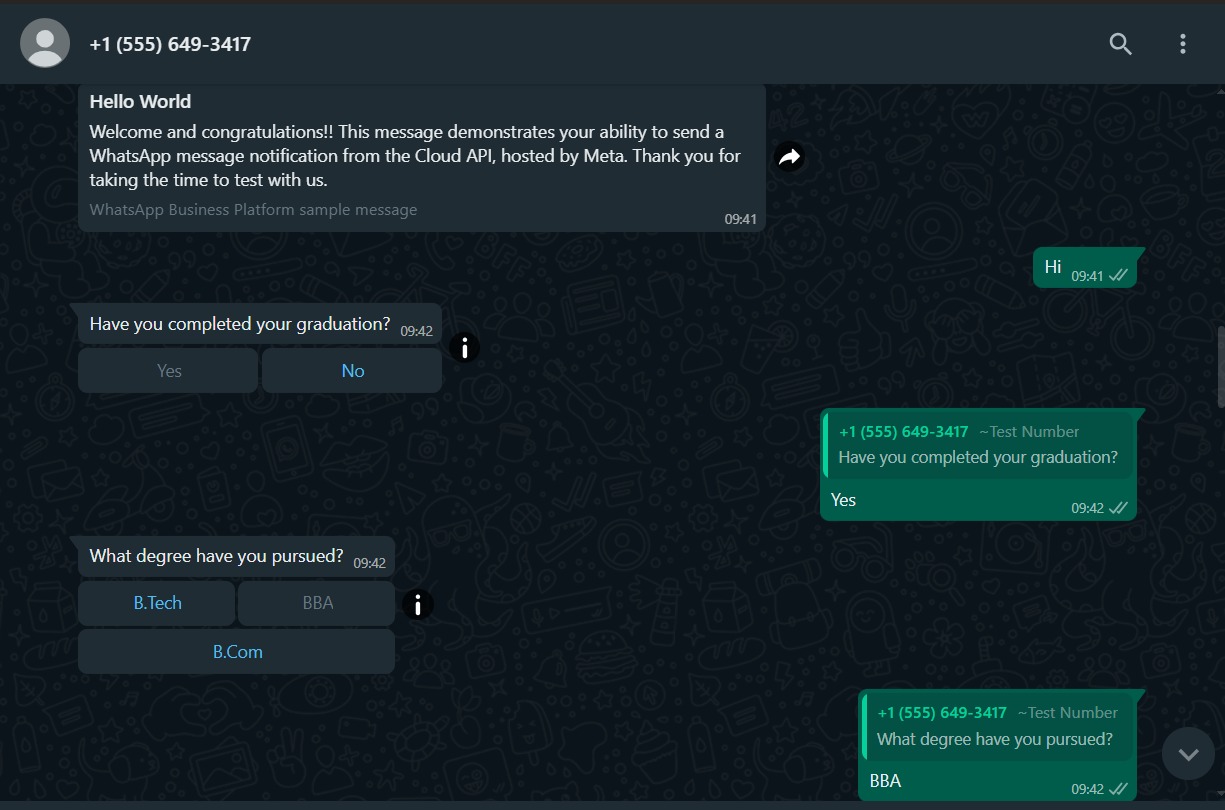 +1 (555) 649-3417
Hello World
Welcome and congratulations!! This message demonstrates your ability to send a
WhatsApp message notification from the Cloud API, hosted by Meta. Thank you for
taking the time to test with us.
WhatsApp Business Platform sample message
09:41
Hi 09:41
Have you completed your graduation? 09:42
Yes No
+1 (555) 649-3417 ~Test Number
Have you completed your graduation?
Yes 09:42
What degree have you pursued? 09:42
B.Tech BBA
B.Com
+1 (555) 649-3417 ~Test Number
What degree have you pursued?
BBA 09:42